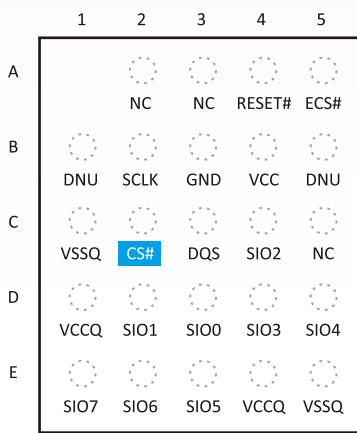 1 2 3 4 5
A
NC NC RESET# ECS#
B
DNU SCLK GND VCC DNU
C
VSSQ CS# DQS SIO2 NC
D
VCCQ SIO1 SIO0 SIO3 SIO4
E
SIO7 SIO6 SIO5 VCCQ VSSQ